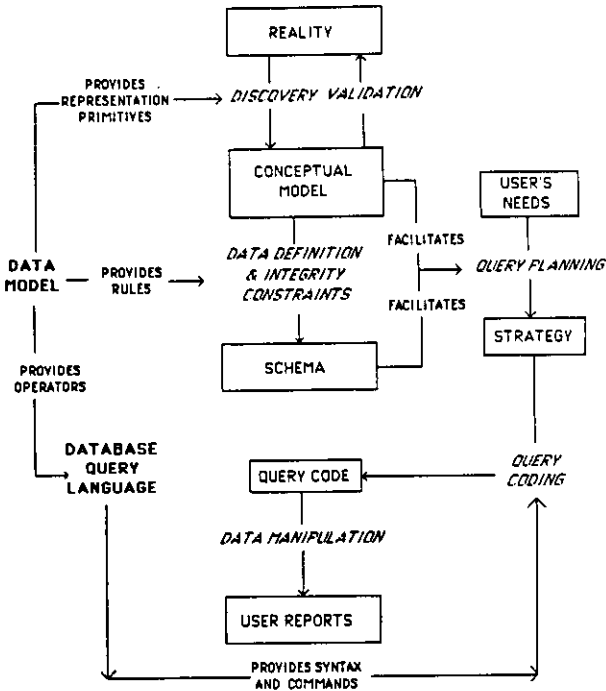 REALITY
PROVIDES
REPRESENTATION
PRIMITIVES
DISCOVERY VALIDATION
CONCEPTUAL
MODEL
USER'S
NEEDS
FACILITATES
DATA
MODEL
PROVIDES
RULES
DATA DEFINITION
& INTEGRITY
CONSTRAINTS
QUERY PLANNING
FACILITATES
SCHEMA
STRATEGY
PROVIDES
OPERATORS
DATABASE
QUERY
LANGUAGE
QUERY CODE
QUERY
CODING
DATA MANIPULATION
USER REPORTS
PROVIDES SYNTAX
AND COMMANDS